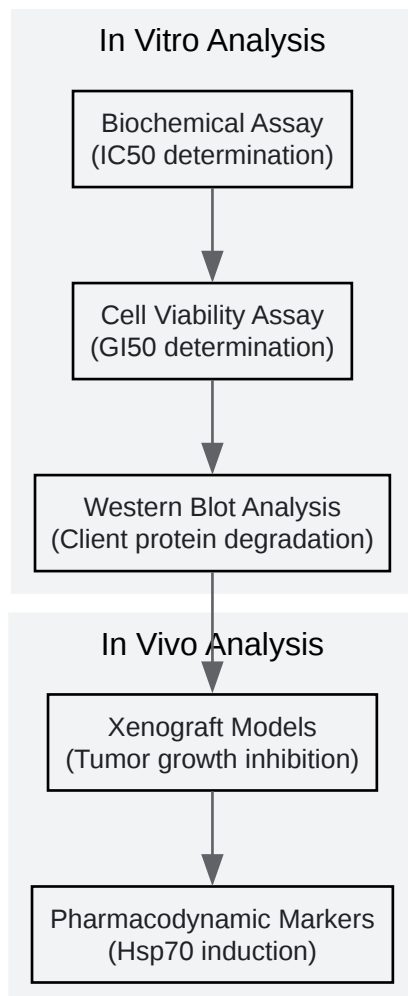 In Vitro Analysis
Biochemical Assay
(IC50 determination)
Cell Viability Assay
(GI50 determination)
Western Blot Analysis
(Client protein degradation)
In Vivo Analysis
Xenograft Models
(Tumor growth inhibition)
Pharmacodynamic Markers
(Hsp70 induction)